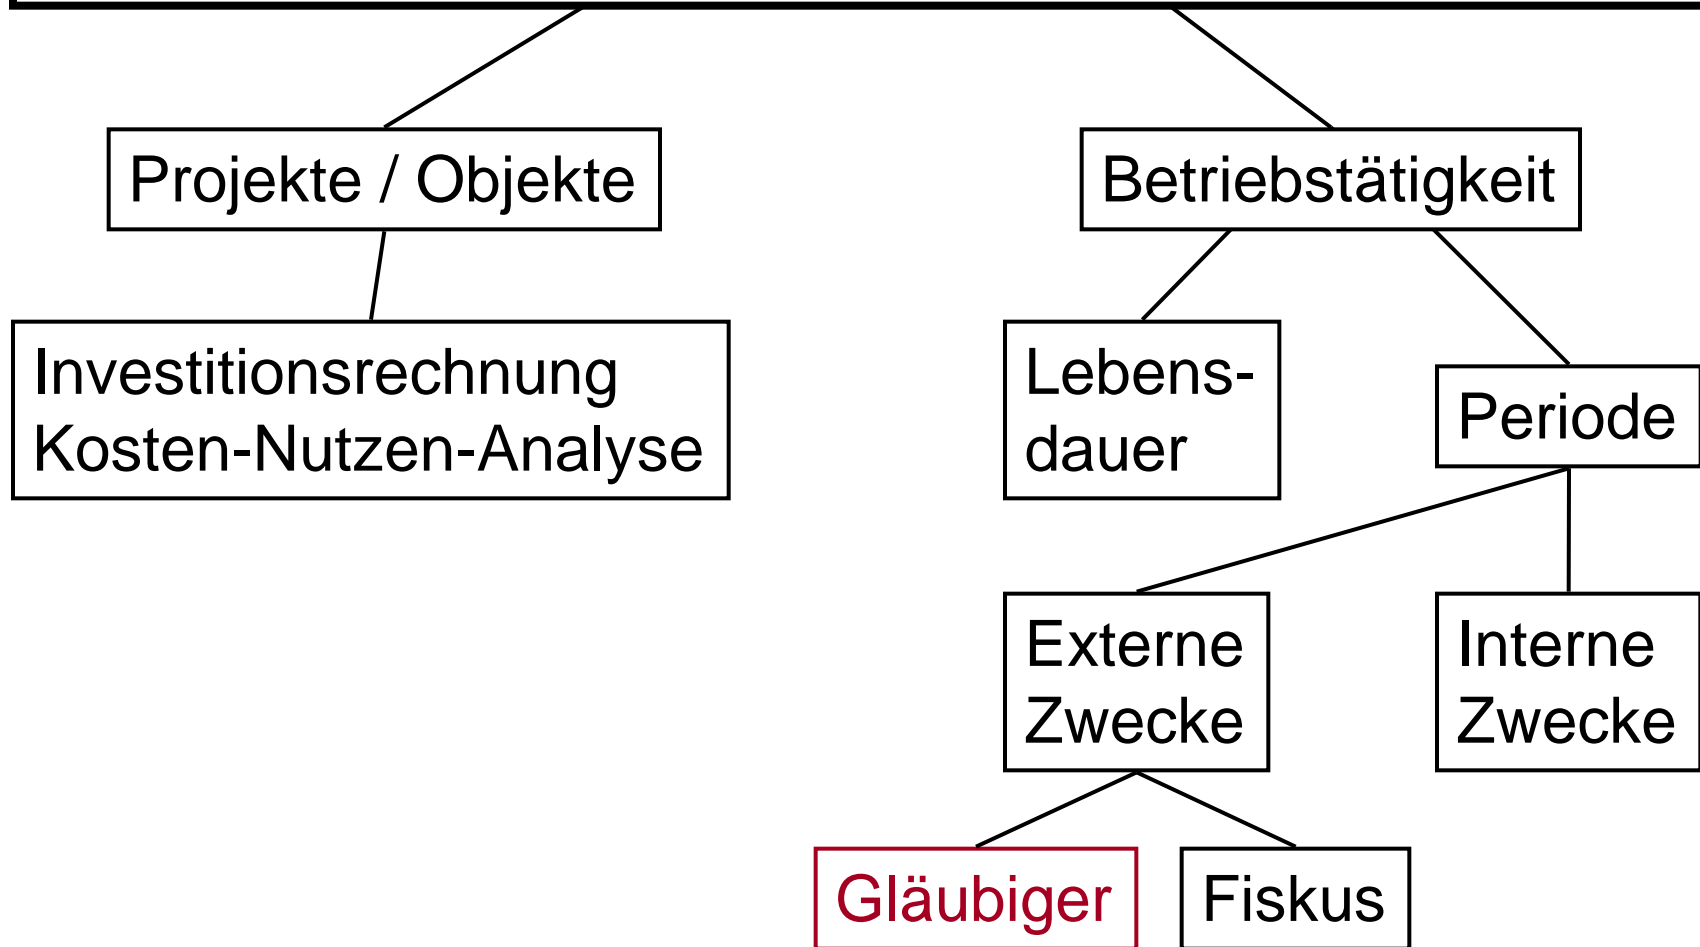 Projekte / Objekte
Betriebstätigkeit
Investitionsrechnung
Kosten-Nutzen-Analyse
Lebens-
dauer
Periode
Externe
Zwecke
Interne
Zwecke
Gläubiger
Fiskus